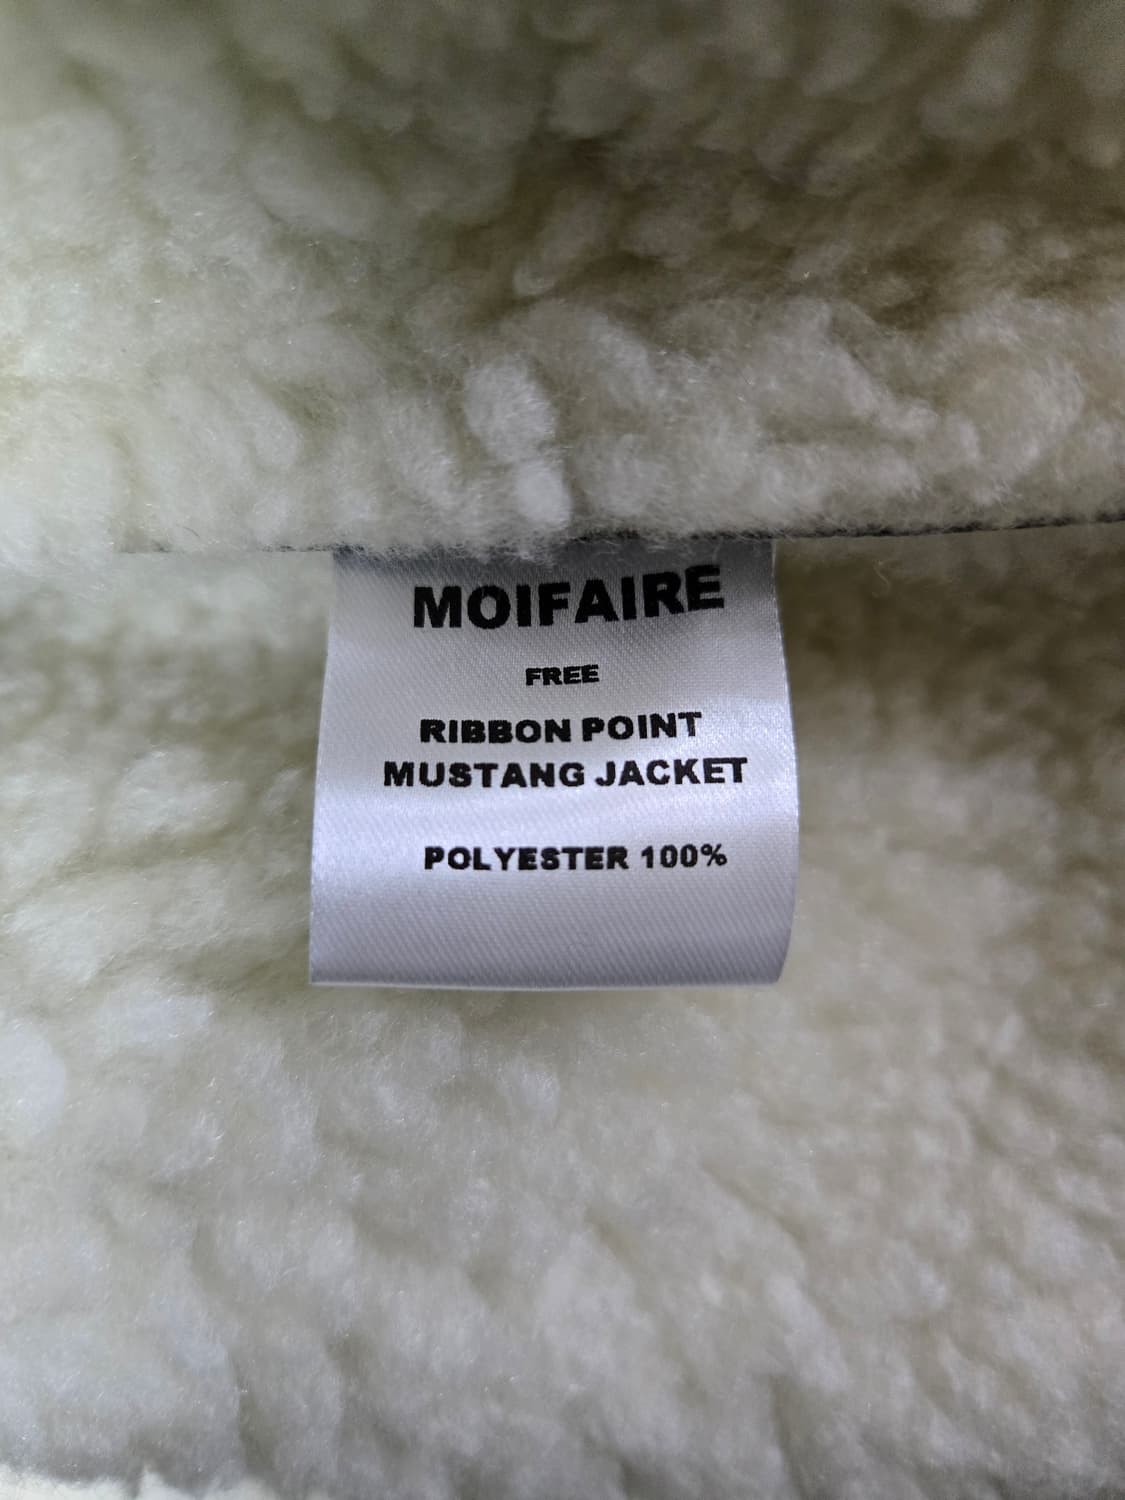 MOIFAIRE
FREE
RIBBON POINT
MUSTANG JACKET
POLYESTER 100%